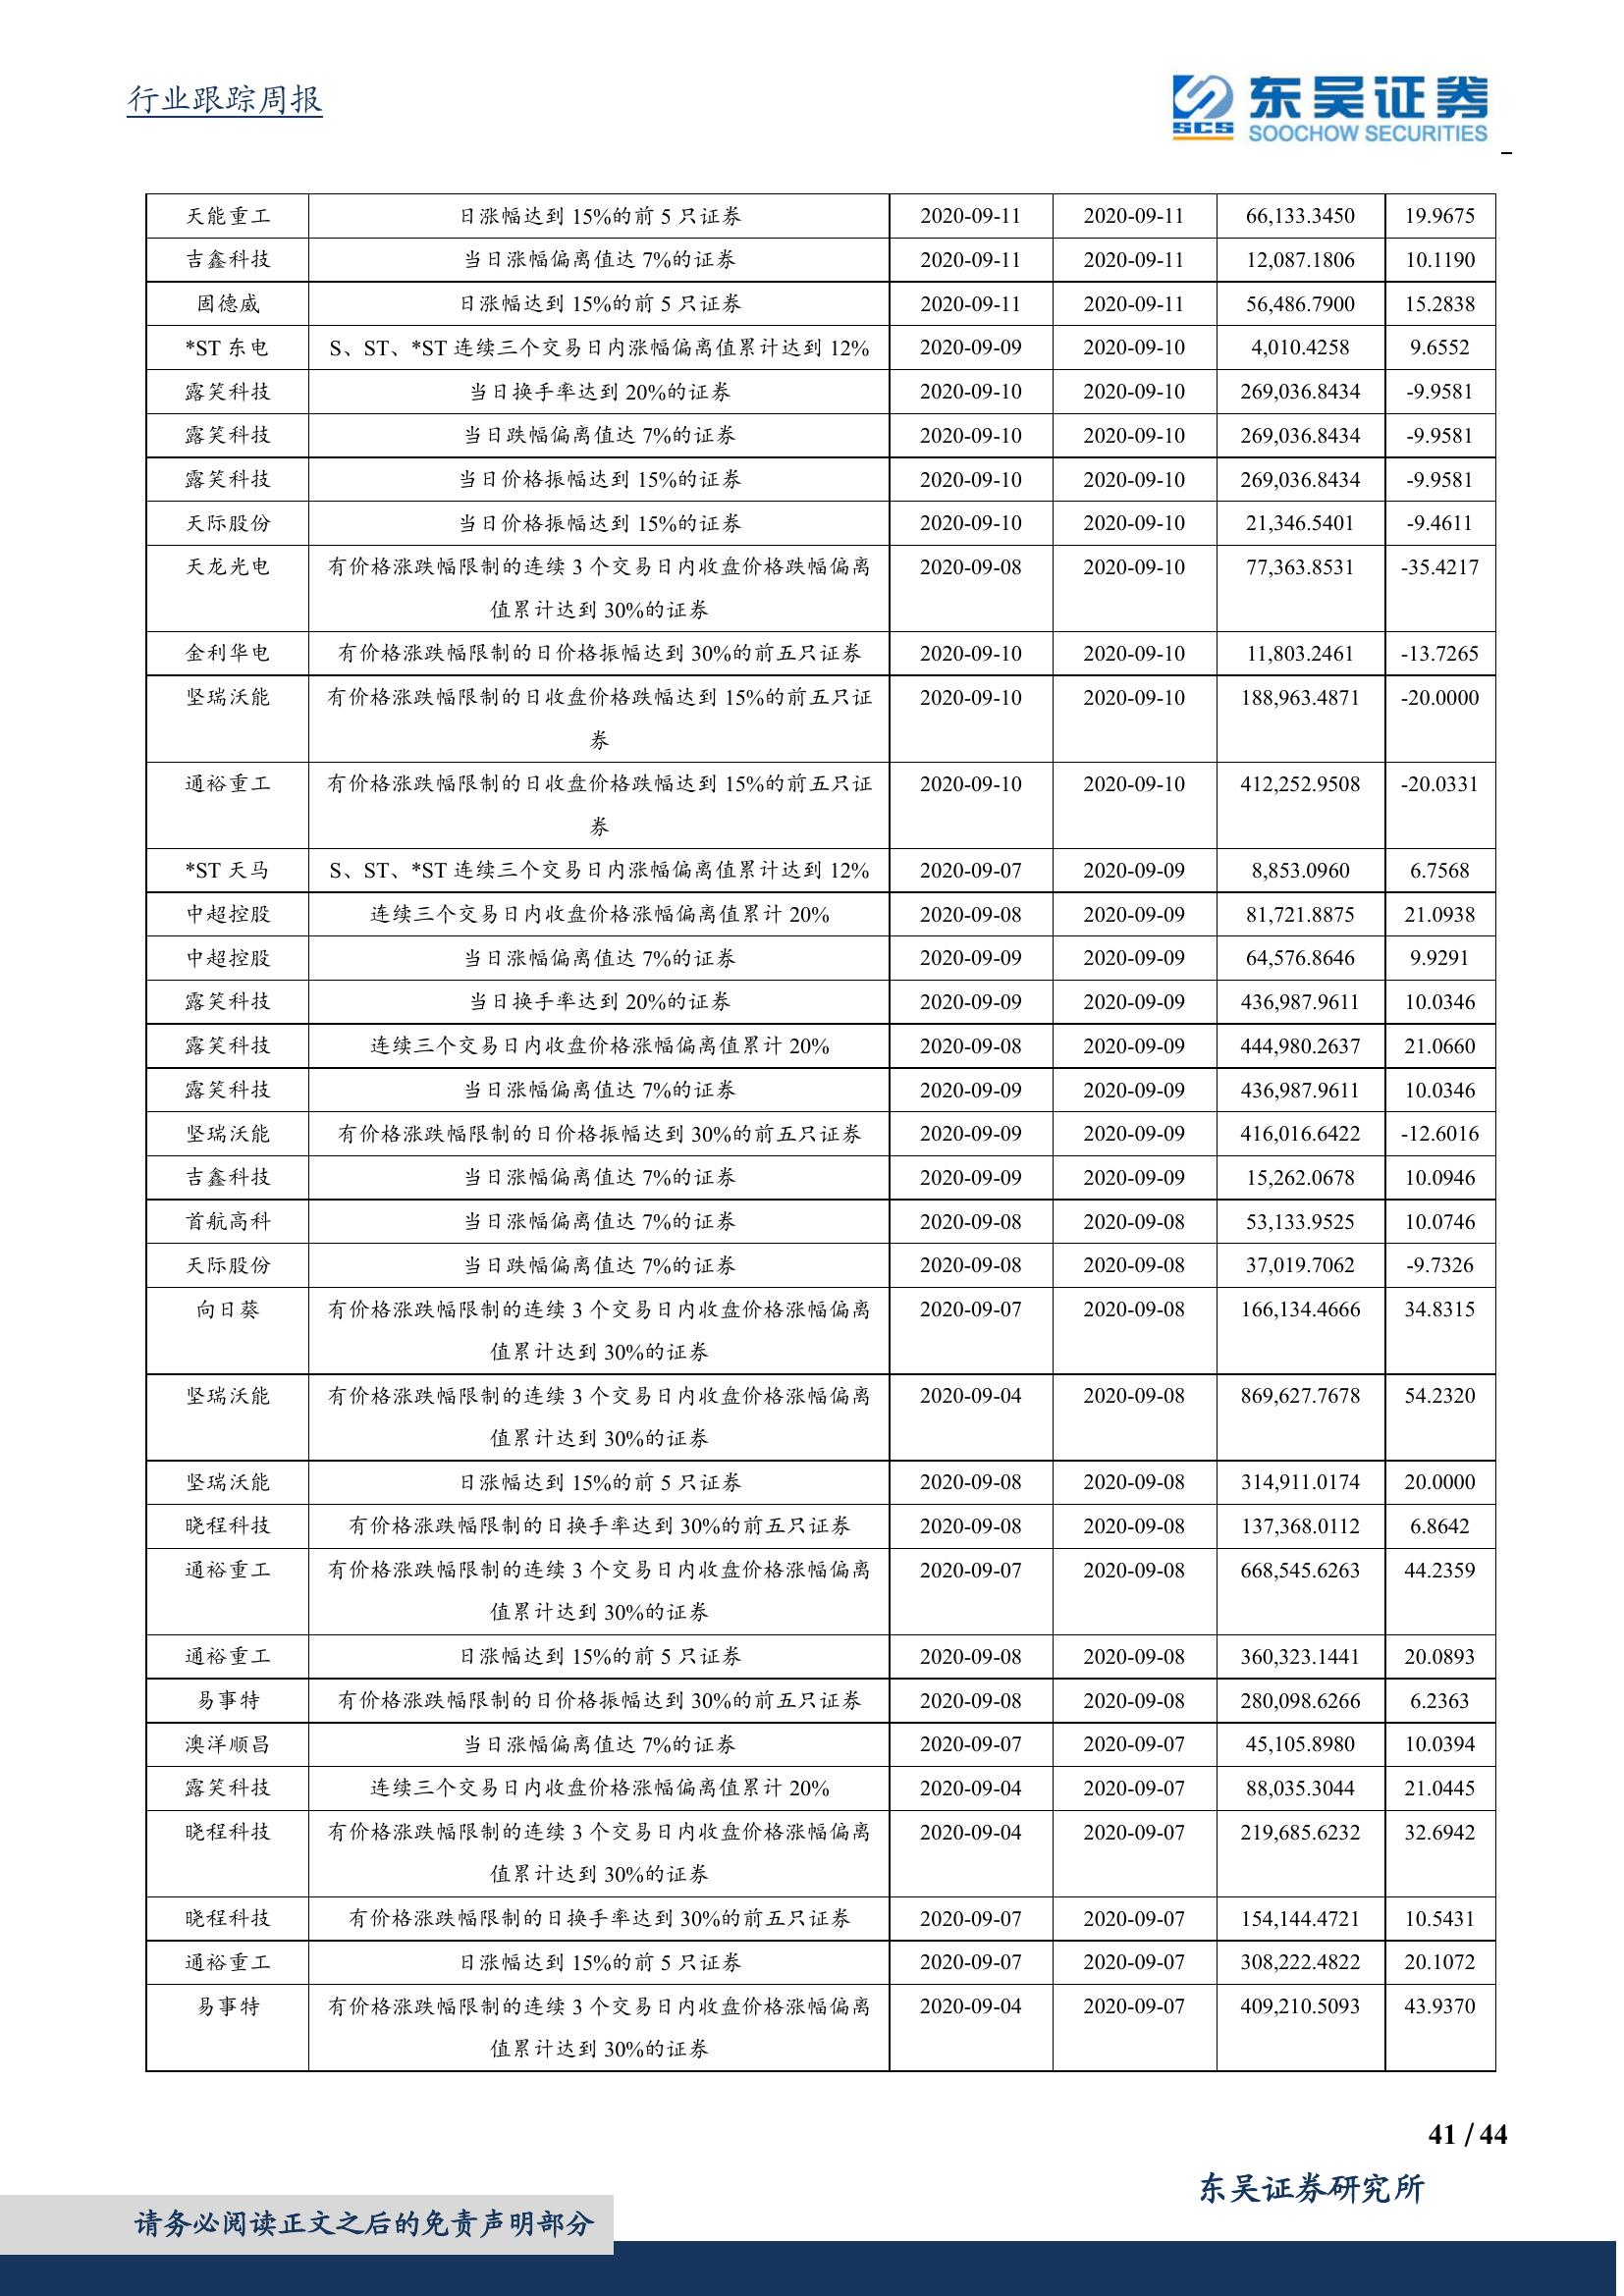 行业跟踪周报
SCS 东吴证券
SOOCHOW SECURITIES
天能重工 日涨幅达到 15%的前 5 只证券 2020-09-11 2020-09-11 66,133.3450 19.9675
吉鑫科技 当日涨幅偏离值达 7%的证券 2020-09-11 2020-09-11 12,087.1806 10.1190
固德威 日涨幅达到 15%的前 5 只证券 2020-09-11 2020-09-11 56,486.7900 15.2838
*ST 东电 S、ST、*ST 连续三个交易日内涨幅偏离值累计达到 12% 2020-09-09 2020-09-10 4,010.4258 9.6552
露笑科技 当日换手率达到 20%的证券 2020-09-10 2020-09-10 269,036.8434 -9.9581
露笑科技 当日跌幅偏离值达 7%的证券 2020-09-10 2020-09-10 269,036.8434 -9.9581
露笑科技 当日价格振幅达到 15%的证券 2020-09-10 2020-09-10 269,036.8434 -9.9581
天际股份 当日价格振幅达到 15%的证券 2020-09-10 2020-09-10 21,346.5401 -9.4611
天龙光电 有价格涨跌幅限制的连续 3 个交易日内收盘价格跌幅偏离 2020-09-08 2020-09-10 77,363.8531 -35.4217
值累计达到 30%的证券
金利华电 有价格涨跌幅限制的日价格振幅达到 30%的前五只证券 2020-09-10 2020-09-10 11,803.2461 -13.7265
坚瑞沃能 有价格涨跌幅限制的日收盘价格跌幅达到 15%的前五只证 2020-09-10 2020-09-10 188,963.4871 -20.0000
券
通裕重工 有价格涨跌幅限制的日收盘价格跌幅达到 15%的前五只证 2020-09-10 2020-09-10 412,252.9508 -20.0331
券
*ST 天马 S、ST、*ST 连续三个交易日内涨幅偏离值累计达到 12% 2020-09-07 2020-09-09 8,853.0960 6.7568
中超控股 连续三个交易日内收盘价格涨幅偏离值累计 20% 2020-09-08 2020-09-09 81,721.8875 21.0938
中超控股 当日涨幅偏离值达 7%的证券 2020-09-09 2020-09-09 64,576.8646 9.9291
露笑科技 当日换手率达到 20%的证券 2020-09-09 2020-09-09 436,987.9611 10.0346
露笑科技 连续三个交易日内收盘价格涨幅偏离值累计 20% 2020-09-08 2020-09-09 444,980.2637 21.0660
露笑科技 当日涨幅偏离值达 7%的证券 2020-09-09 2020-09-09 436,987.9611 10.0346
坚瑞沃能 有价格涨跌幅限制的日价格振幅达到 30%的前五只证券 2020-09-09 2020-09-09 416,016.6422 -12.6016
吉鑫科技 当日涨幅偏离值达 7%的证券 2020-09-09 2020-09-09 15,262.0678 10.0946
首航高科 当日涨幅偏离值达 7%的证券 2020-09-08 2020-09-08 53,133.9525 10.0746
天际股份 当日跌幅偏离值达 7%的证券 2020-09-08 2020-09-08 37,019.7062 -9.7326
向日葵 有价格涨跌幅限制的连续 3 个交易日内收盘价格涨幅偏离 2020-09-07 2020-09-08 166,134.4666 34.8315
值累计达到 30%的证券
坚瑞沃能 有价格涨跌幅限制的连续 3 个交易日内收盘价格涨幅偏离 2020-09-04 2020-09-08 869,627.7678 54.2320
值累计达到 30%的证券
坚瑞沃能 日涨幅达到 15%的前 5 只证券 2020-09-08 2020-09-08 314,911.0174 20.0000
晓程科技 有价格涨跌幅限制的日换手率达到 30%的前五只证券 2020-09-08 2020-09-08 137,368.0112 6.8642
通裕重工 有价格涨跌幅限制的连续 3 个交易日内收盘价格涨幅偏离 2020-09-07 2020-09-08 668,545.6263 44.2359
值累计达到 30%的证券
通裕重工 日涨幅达到 15%的前 5 只证券 2020-09-08 2020-09-08 360,323.1441 20.0893
易事特 有价格涨跌幅限制的日价格振幅达到 30%的前五只证券 2020-09-08 2020-09-08 280,098.6266 6.2363
澳洋顺昌 当日涨幅偏离值达 7%的证券 2020-09-07 2020-09-07 45,105.8980 10.0394
露笑科技 连续三个交易日内收盘价格涨幅偏离值累计 20% 2020-09-04 2020-09-07 88,035.3044 21.0445
晓程科技 有价格涨跌幅限制的连续 3 个交易日内收盘价格涨幅偏离 2020-09-04 2020-09-07 219,685.6232 32.6942
值累计达到 30%的证券
晓程科技 有价格涨跌幅限制的日换手率达到 30%的前五只证券 2020-09-07 2020-09-07 154,144.4721 10.5431
通裕重工 日涨幅达到 15%的前 5 只证券 2020-09-07 2020-09-07 308,222.4822 20.1072
易事特 有价格涨跌幅限制的连续 3 个交易日内收盘价格涨幅偏离 2020-09-04 2020-09-07 409,210.5093 43.9370
值累计达到 30%的证券
41 / 44
东吴证券研究所
请务必阅读正文之后的免责声明部分